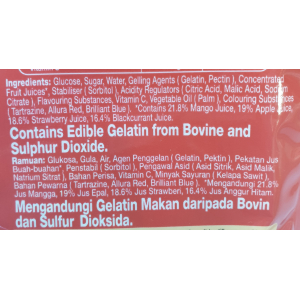 Ingredients: Glucose, Sugar, Water, Gelling Agents ( Gelatin, Pectin ), Concentrated
Fruit Juices*, Stabiliser ( Sorbitol ), Acidity Regulators ( Citric Acid, Malic Acid, Sodium
Citrate ), Flavouring Substances, Vitamin C, Vegetable Oil ( Palm ), Colouring Substances
( Tartrazine, Allura Red, Brilliant Blue ). *Contains 21.8% Mango Juice, 19% Apple Juice,
18.6% Strawberry Juice, 16.4% Blackcurrant Juice.
Contains Edible Gelatin from Bovine and
Sulphur Dioxide.
Ramuan: Glukosa, Gula, Air, Agen Penggelan ( Gelatin, Pektin ), Pekatan Jus
Buah-buahan*, Penstabil ( Sorbitol ), Pengawal Asid ( Asid Sitrik, Asid Malik,
Natrium Sitrat ), Bahan Perisa, Vitamin C, Minyak Sayuran ( Kelapa Sawit ),
Bahan Pewarna ( Tartrazine, Allura Red, Brilliant Blue ). *Mengandungi 21.8%
Jus Mangga, 19% Jus Epal, 18.6% Jus Strawberi, 16.4% Jus Anggur Hitam.
Mengandungi Gelatin Makan daripada Bovin
dan Sulfur Dioksida.